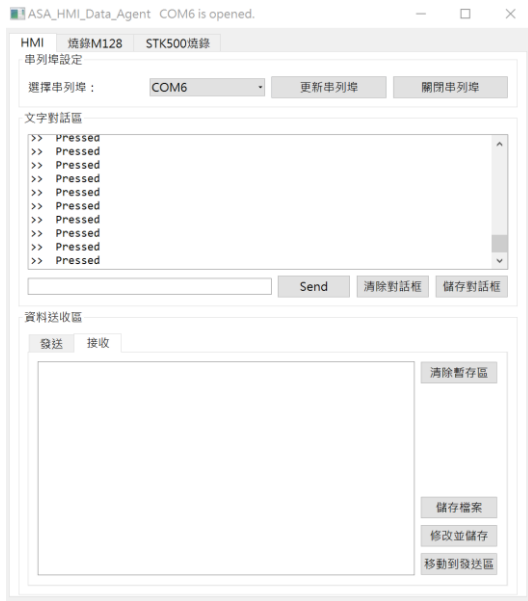 ASA_HMI_Data_Agent COM6 is opened.
HMI 燒錄M128 STK500燒錄
串列埠設定
選擇串列埠： COM6 更新串列埠 關閉串列埠
文字對話區
>> Pressed
>> Pressed
>> Pressed
>> Pressed
>> Pressed
>> Pressed
>> Pressed
>> Pressed
>> Pressed
>> Pressed
Send 清除對話框 儲存對話框
資料送收區
發送 接收
清除暫存區
儲存檔案
修改並儲存
移動到發送區